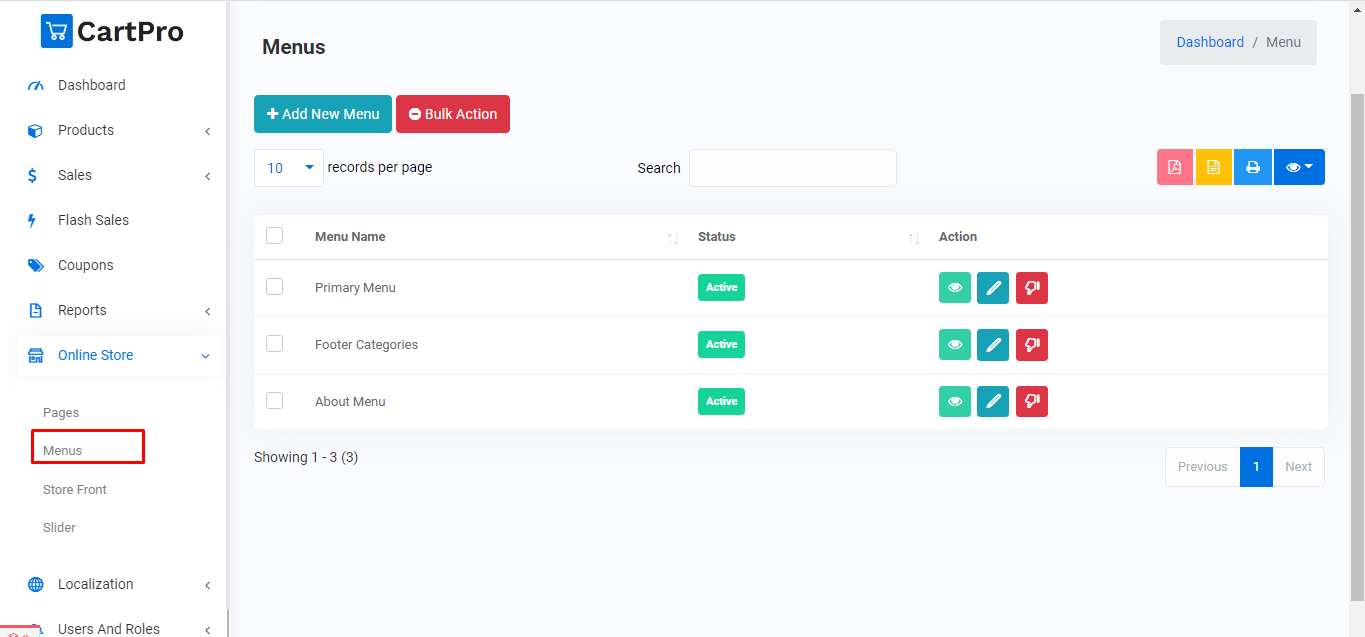 CartPro
Dashboard
Products
Sales
Flash Sales
Coupons
Reports
Online Store
Pages
Menus
Store Front
Slider
Localization
Users And Roles
Menus
Dashboard / Menu
Add New Menu
Bulk Action
10 records per page
Search
Menu Name Status Action
Primary Menu Active
Footer Categories Active
About Menu Active
Showing 1 - 3 (3)
Previous 1 Next